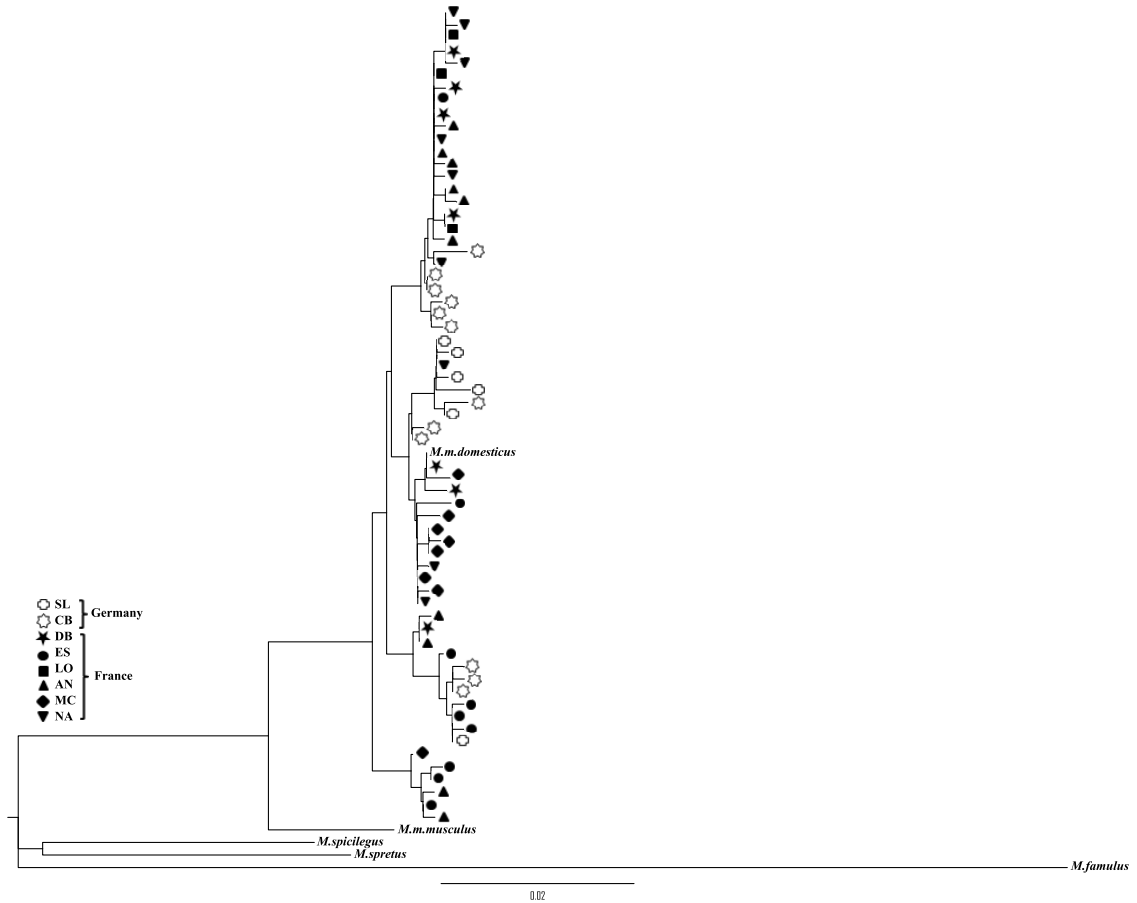 M.m.domesticus
SL
CB
Germany
DB
ES
LO
AN
MC
NA
France
M.m.musculus
M.spicilegus
M.spretus
M.famulus
0.02